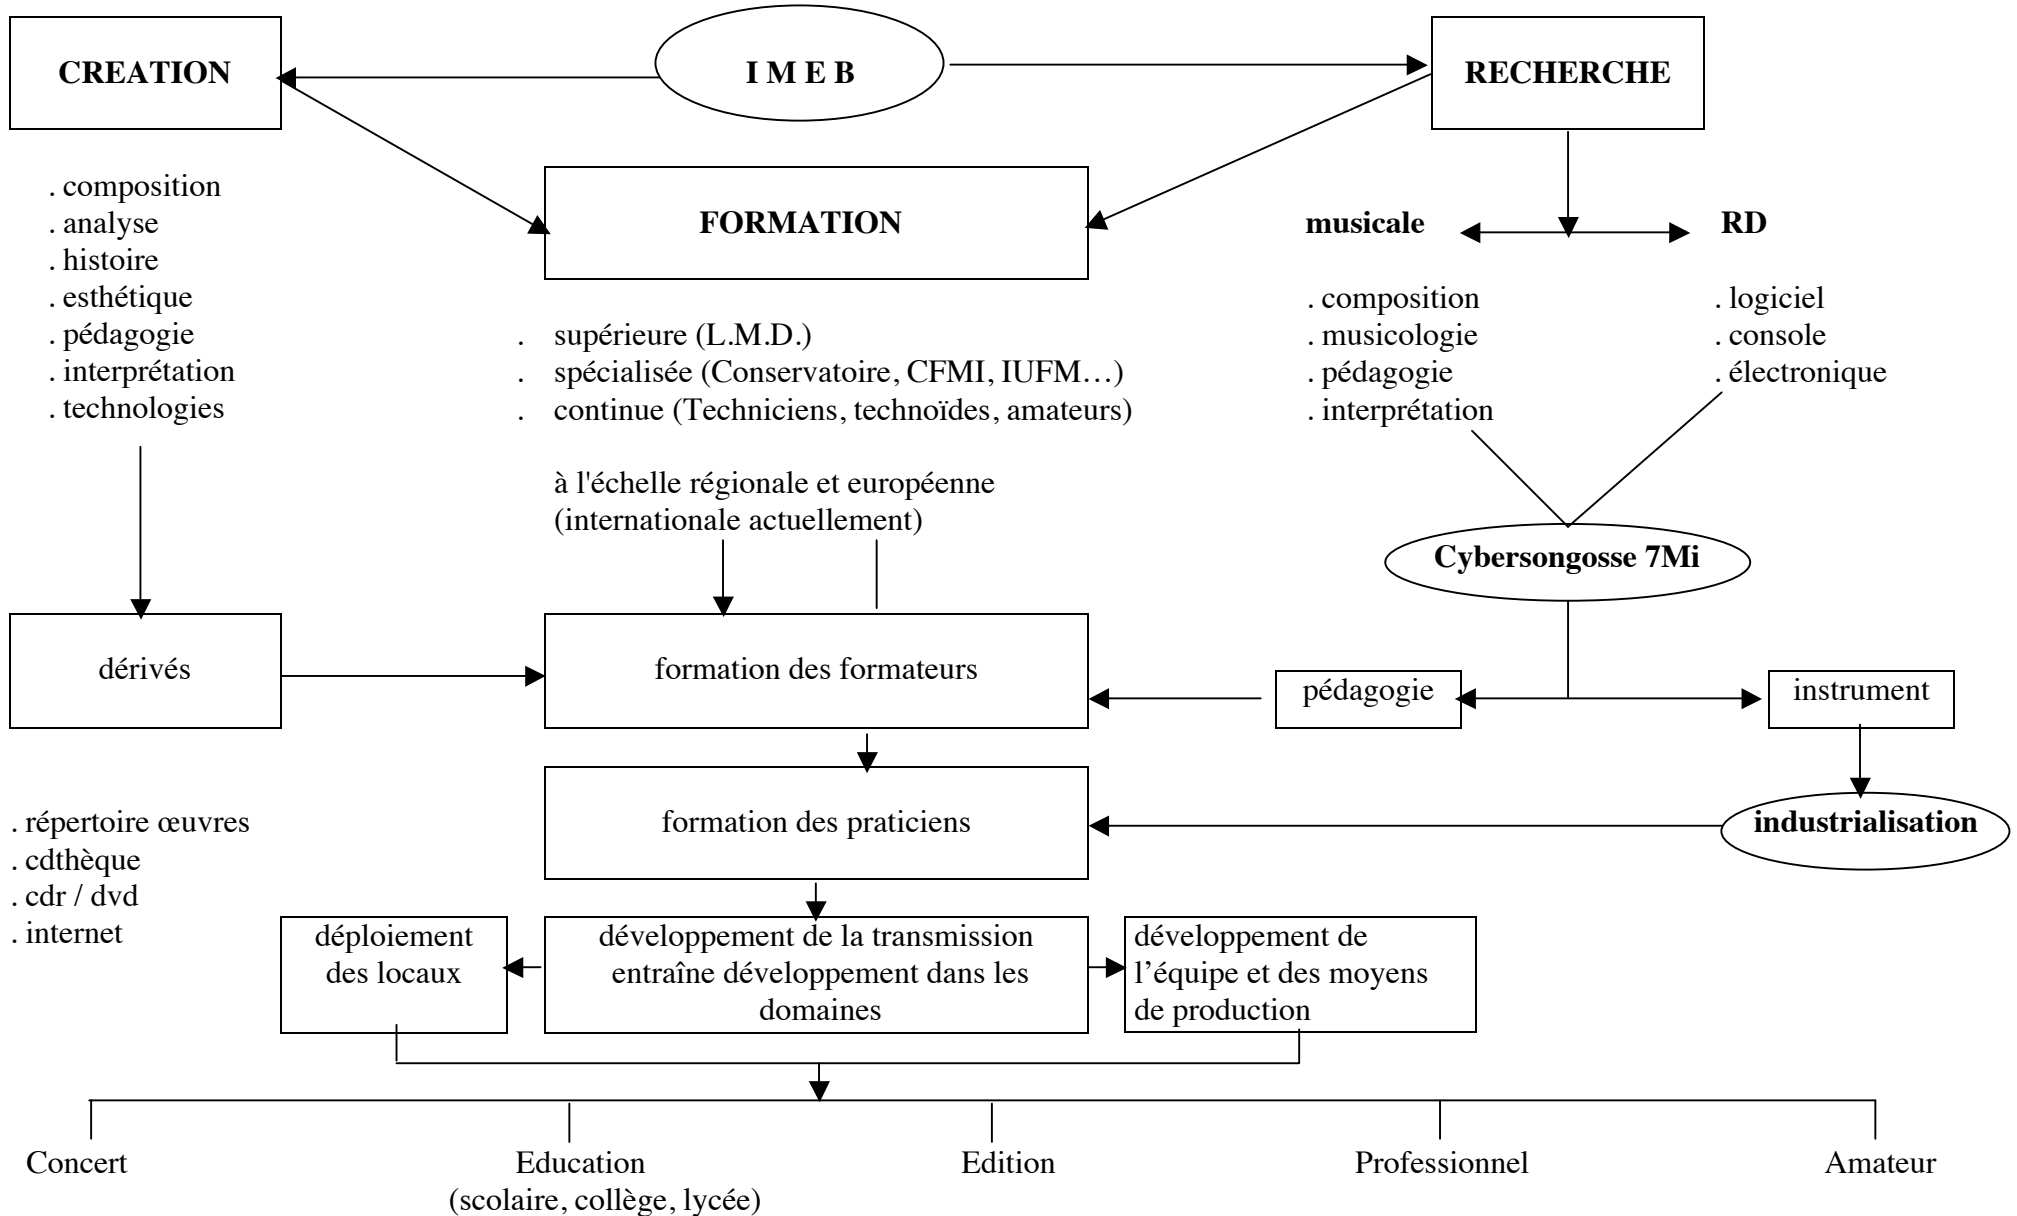 CREATION
I M E B
RECHERCHE
. composition
. analyse
. histoire
. esthétique
. pédagogie
. interprétation
. technologies
FORMATION
. supérieure (L.M.D.)
. spécialisée (Conservatoire, CFMI, IUFM…)
. continue (Techniciens, technoïdes, amateurs)
à l'échelle régionale et européenne
(internationale actuellement)
musicale
RD
. composition
. musicologie
. pédagogie
. interprétation
. logiciel
. console
. électronique
Cybersongosse 7Mi
dérivés
formation des formateurs
pédagogie
instrument
formation des praticiens
industrialisation
. répertoire œuvres
. cdthèque
. cdr / dvd
. internet
déploiement
des locaux
développement de la transmission
entraîne développement dans les
domaines
développement de
l’équipe et des moyens
de production
Concert
Education
(scolaire, collège, lycée)
Edition
Professionnel
Amateur